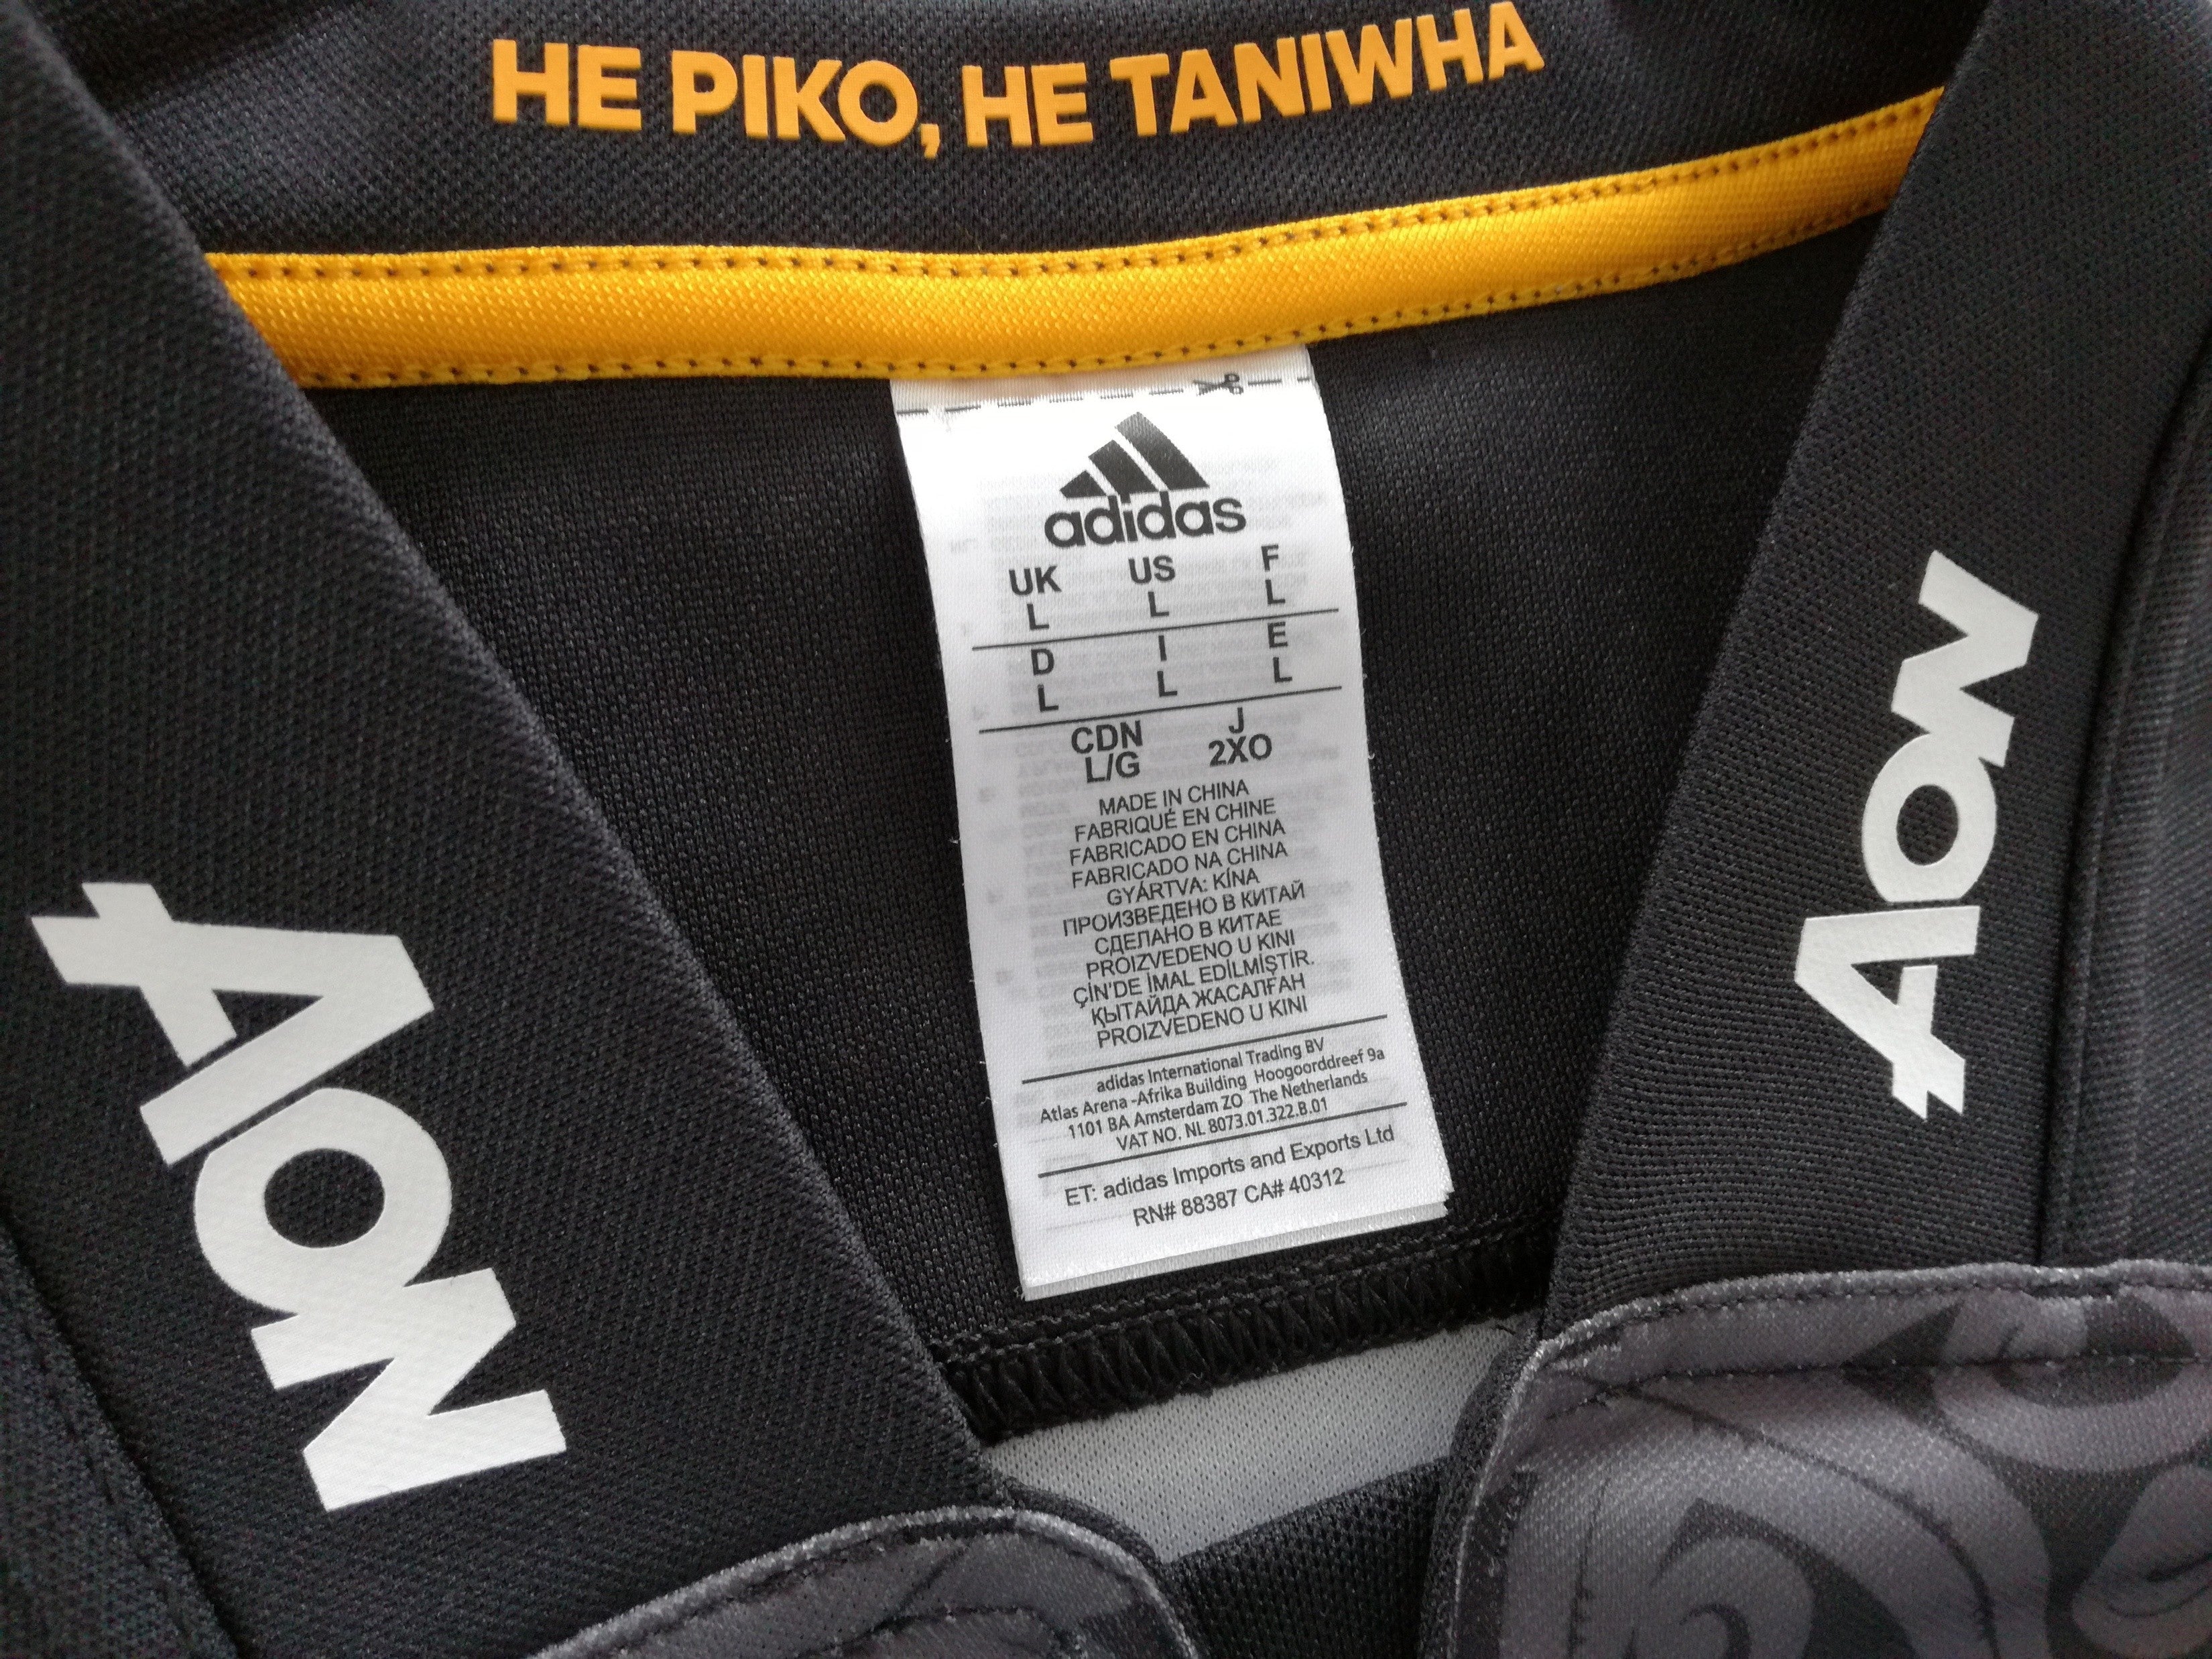 HE PIKO, HE TANIWHA
adidas
UK US F
L L L
D I E
L L L
CDN J
L/G 2XO
MADE IN CHINA
FABRIQUÉ EN CHINE
FABRICADO EN CHINA
FABRICADO NA CHINA
GYÁRTVA: KÍNA
ПРОИЗВЕДЕНО В КИТАЙ
СДЕЛАНО В КИТАЕ
PROIZVEDENO U KINI
ÇİN'DE İMAL EDİLMİŞTİR.
ҚЫТАЙДА ЖАСАЛҒАН
PROIZVEDENO U KINI
adidas International Trading BV
Atlas Arena -Afrika Building Hoogoorddreef 9a
1101 BA Amsterdam ZO The Netherlands
VAT NO. NL 8073.01.322.B.01
ET: adidas Imports and Exports Ltd
RN# 88387 CA# 40312
AON
AON